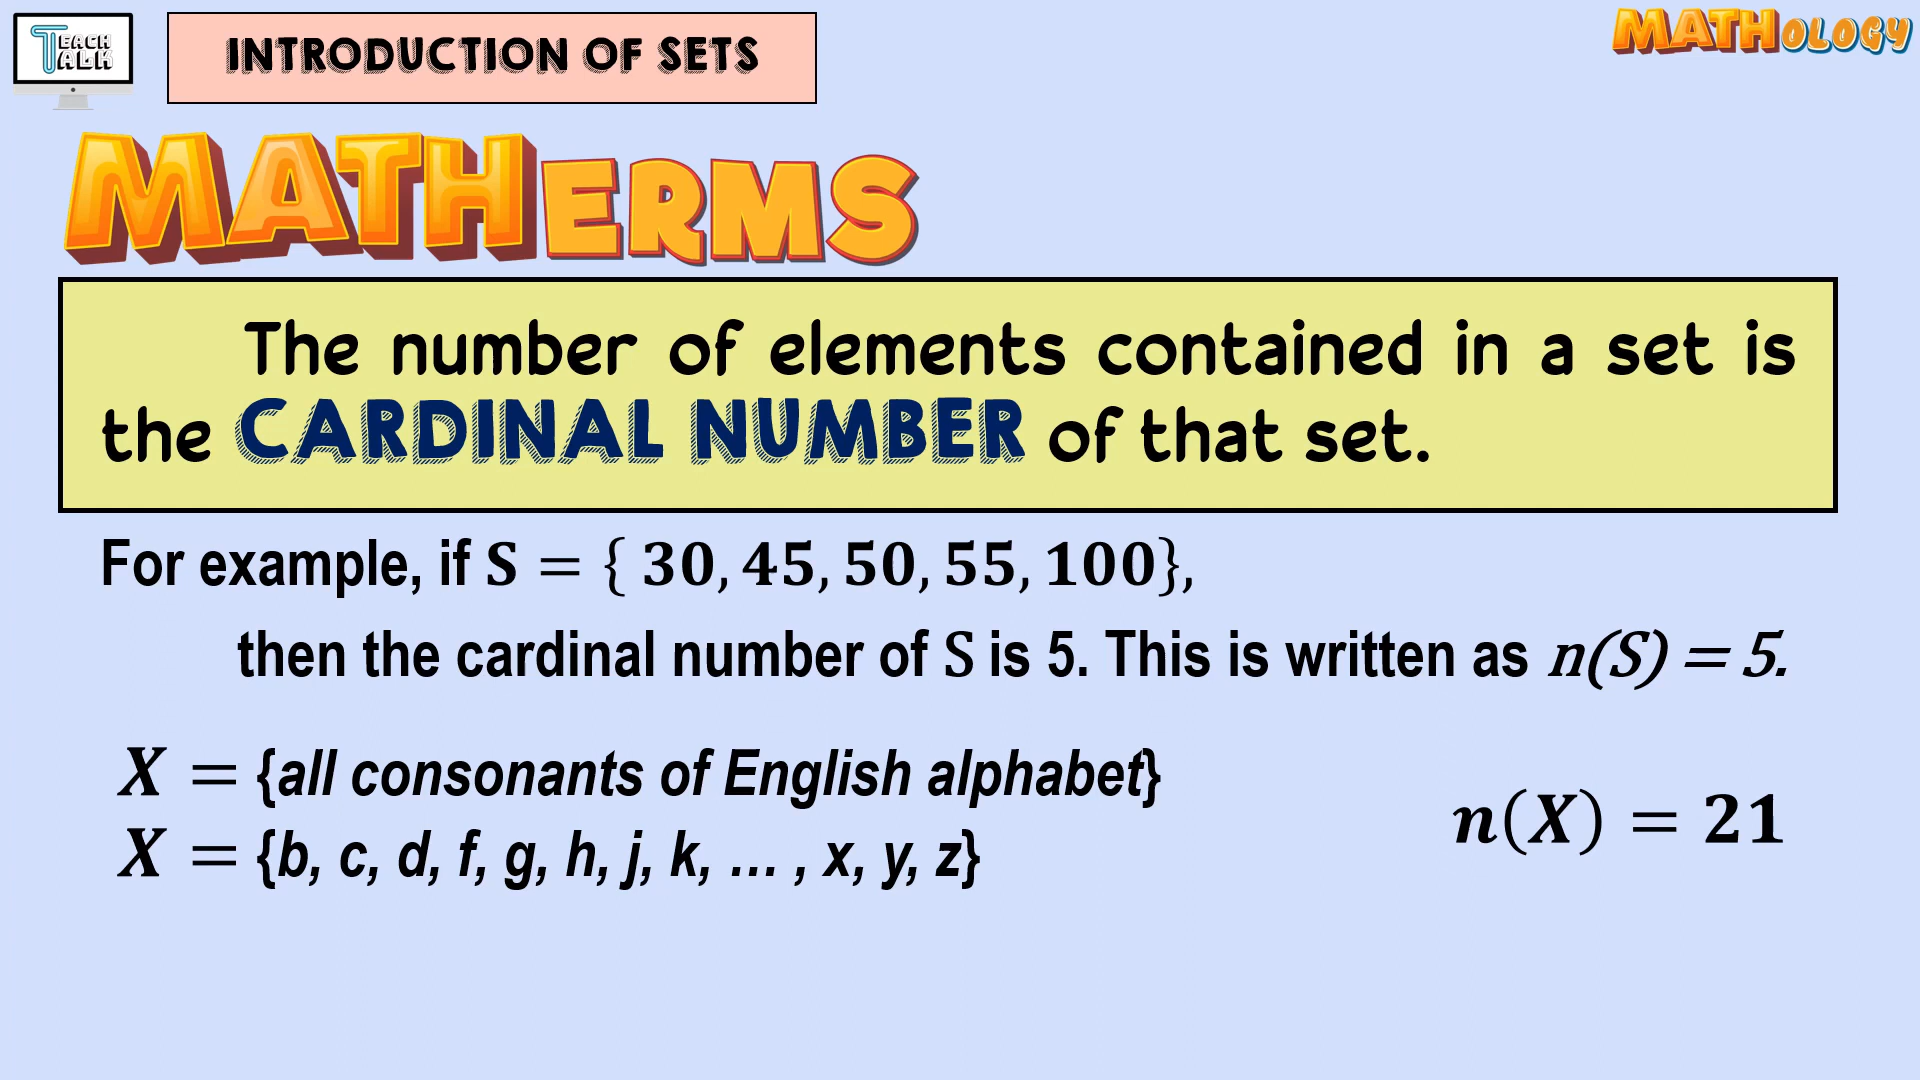 TEACH
TALK
INTRODUCTION OF SETS
MATHOLOGY
MATHERMS
The number of elements contained in a set is
the CARDINAL NUMBER of that set.
For example, if S = { 30, 45, 50, 55, 100},
then the cardinal number of S is 5. This is written as n(S) = 5.
X = {all consonants of English alphabet}
X = {b, c, d, f, g, h, j, k, … , x, y, z}
n(X) = 21